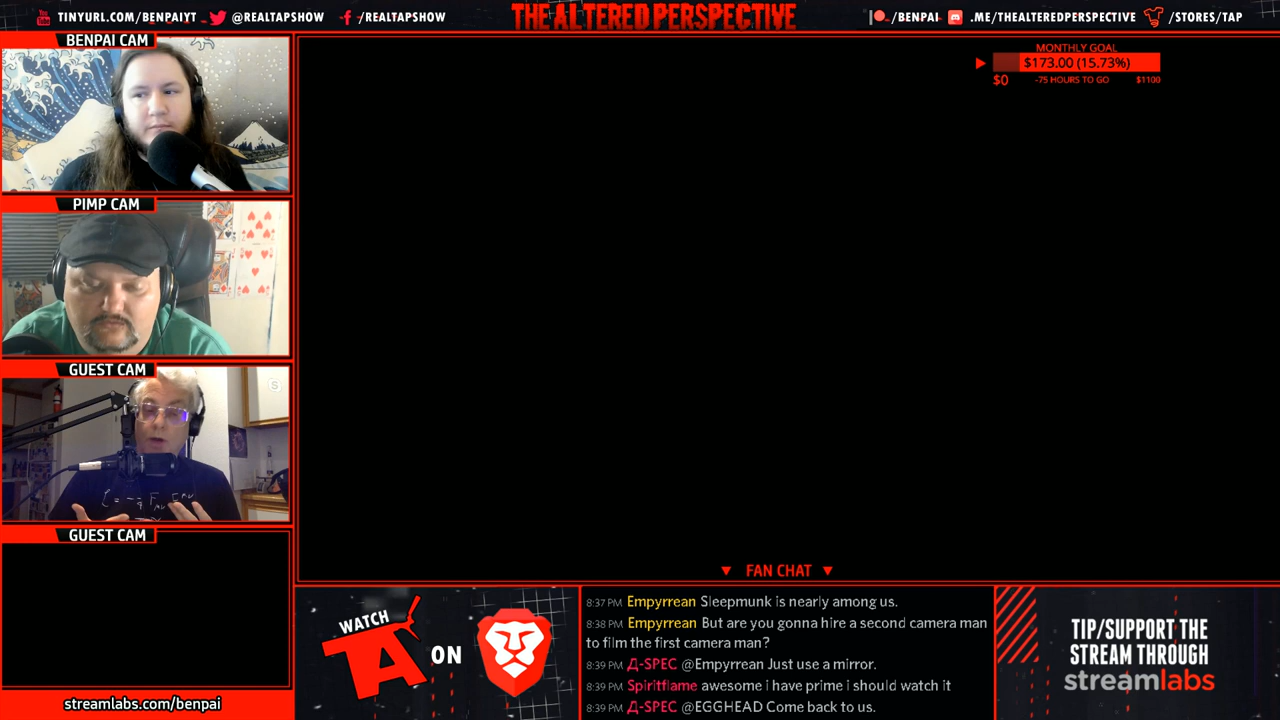 TINYURL.COM/BENPAIYT
@REALTAPSHOW
/REALTAPSHOW
THE ALTERED PERSPECTIVE
/BENPAI
.ME/THEALTEREDPERSPECTIVE
/STORES/TAP
BENPAI CAM
MONTHLY GOAL
$173.00 (15.73%)
$0
-75 HOURS TO GO
$1100
PIMP CAM
GUEST CAM
S
GUEST CAM
FAN CHAT
8:37 PM Empyrrean Sleepmunk is nearly among us.
8:38 PM Empyrrean But are you gonna hire a second camera man
to film the first camera man?
8:39 PM Д-SPEC @Empyrrean Just use a mirror.
8:39 PM Spiritflame awesome i have prime i should watch it
8:39 PM Д-SPEC @EGGHEAD Come back to us.
WATCH
ON
TIP/SUPPORT THE
STREAM THROUGH
streamlabs
streamlabs.com/benpai